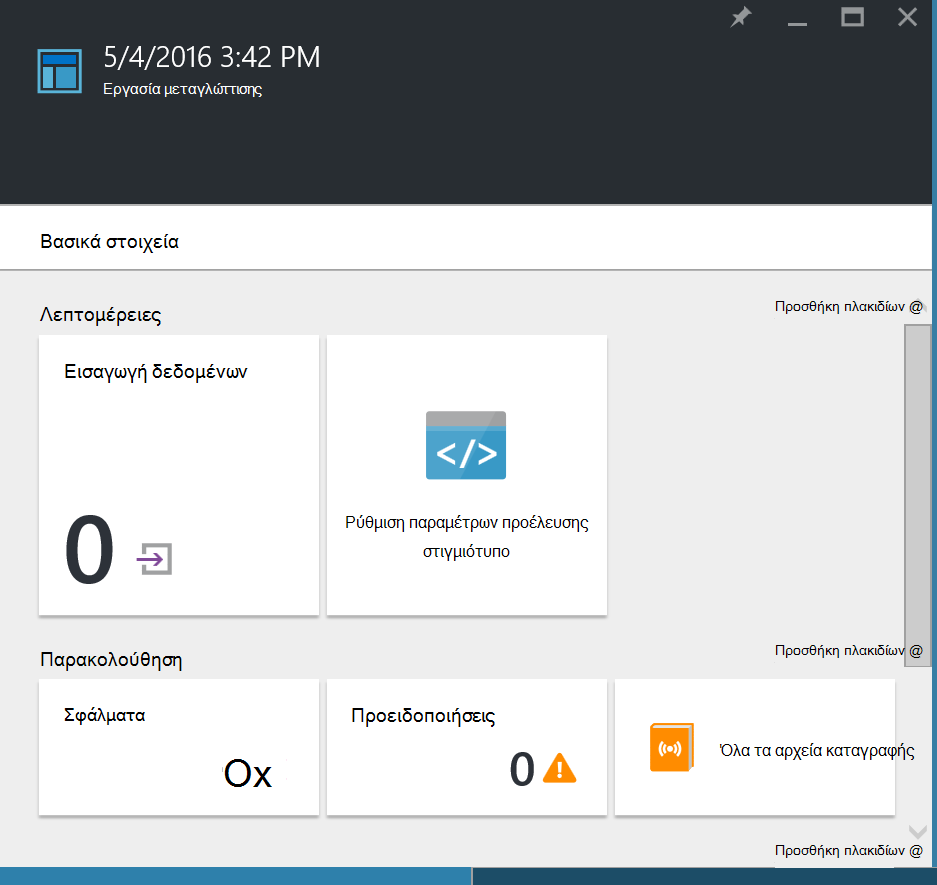 5/4/2016 3:42 PM
Εργασία μεταγλώττισης
Βασικά στοιχεία
Λεπτομέρειες
Προσθήκη πλακιδίων @
Εισαγωγή δεδομένων
0
</>
Ρύθμιση παραμέτρων προέλευσης
στιγμιότυπο
Παρακολούθηση
Προσθήκη πλακιδίων @
Σφάλματα
Ox
Προειδοποιήσεις
0
Όλα τα αρχεία καταγραφής
Προσθήκη πλακιδίων @